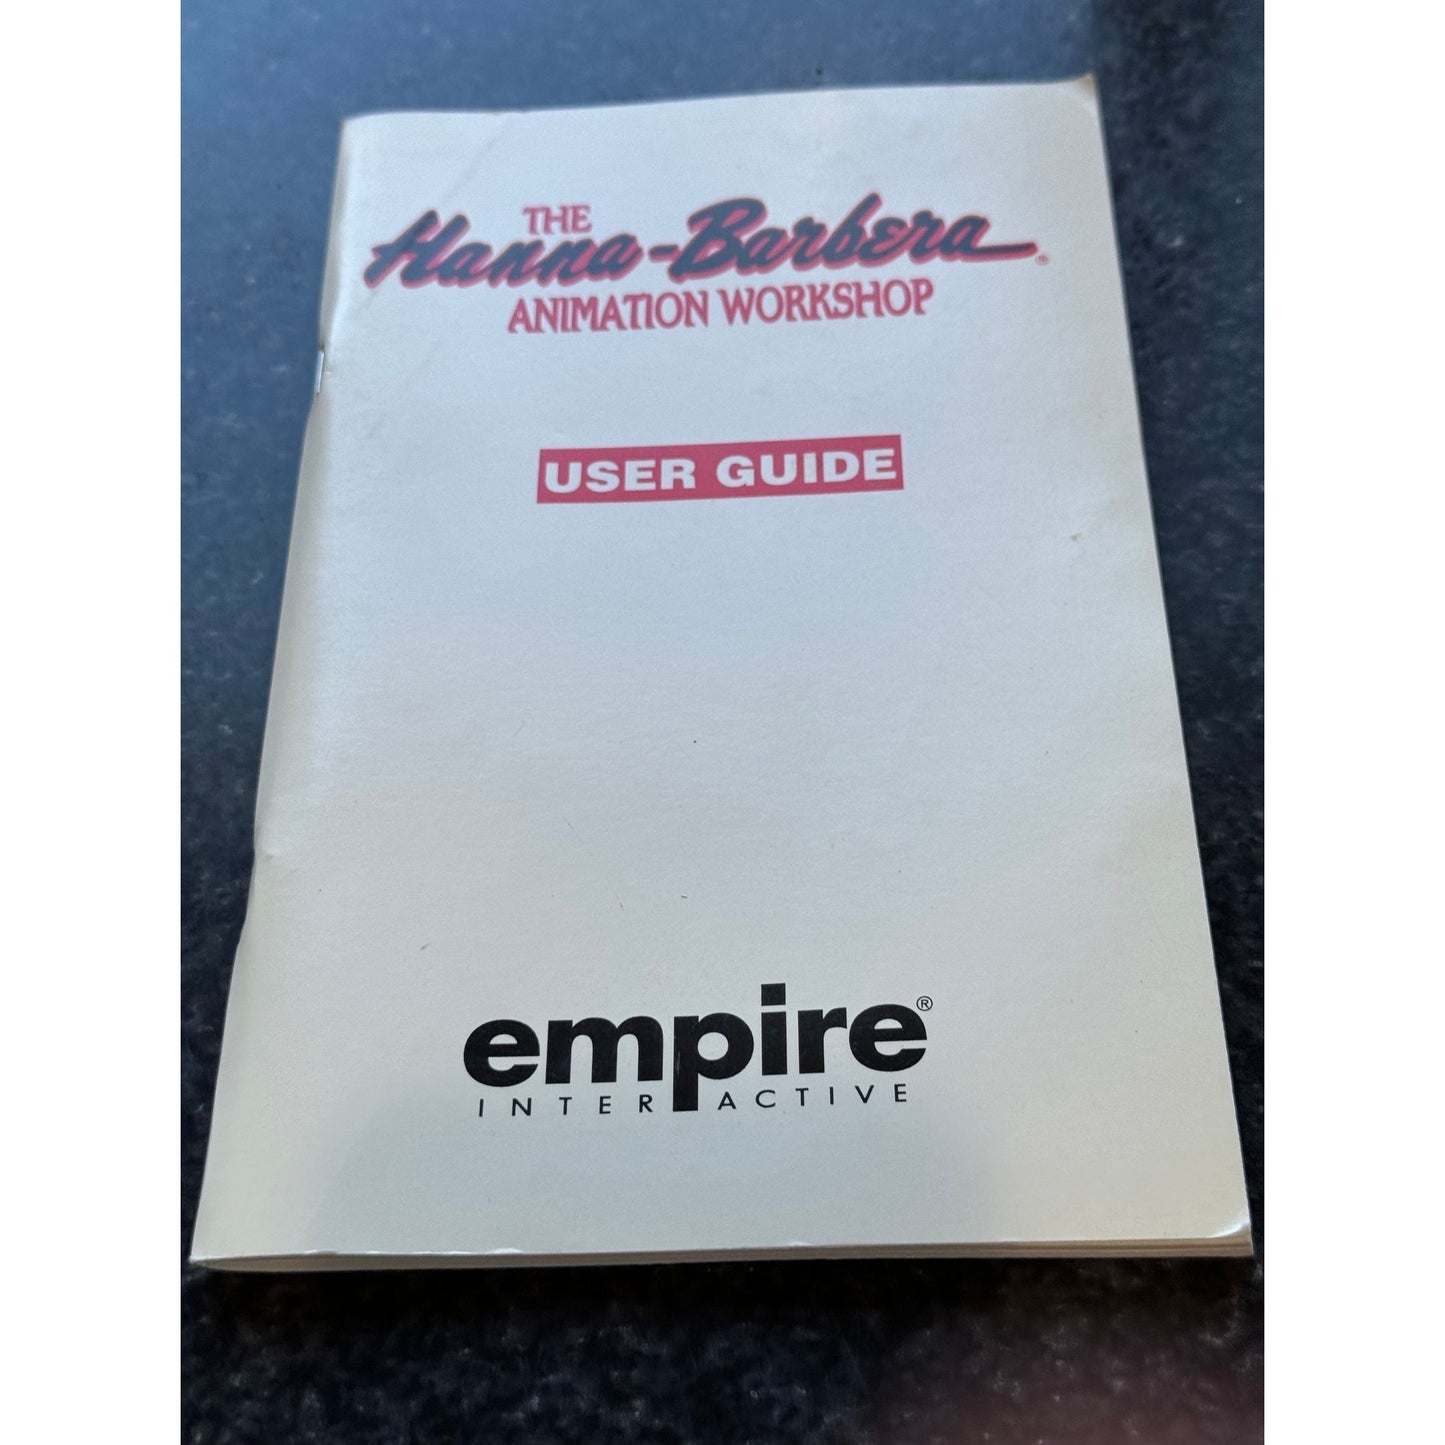 THE
Hanna-Barbera®
ANIMATION WORKSHOP
USER GUIDE
empire®
INTERACTIVE